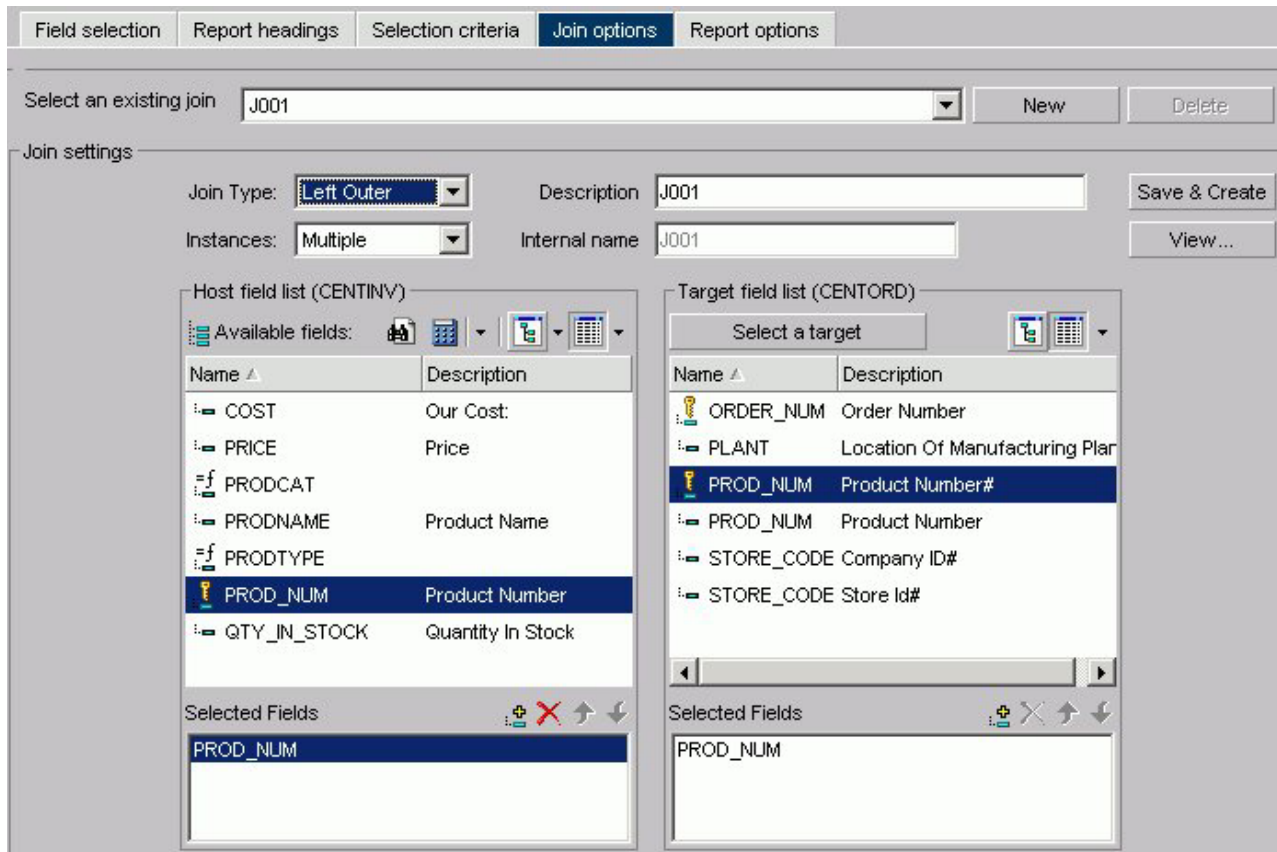 Field selection Report headings Selection criteria Join options Report options
Select an existing join J001 New Delete
Join settings
Join Type: Left Outer Description J001 Save & Create
Instances: Multiple Internal name J001 View...
Host field list (CENTINV)
Available fields:
Name Description
COST Our Cost:
PRICE Price
=f PRODCAT
PRODNAME Product Name
=f PRODTYPE
PROD_NUM Product Number
QTY_IN_STOCK Quantity In Stock
Selected Fields
PROD_NUM
Target field list (CENTORD)
Select a target
Name Description
ORDER_NUM Order Number
PLANT Location Of Manufacturing Plan
PROD_NUM Product Number#
PROD_NUM Product Number
STORE_CODE Company ID#
STORE_CODE Store Id#
Selected Fields
PROD_NUM